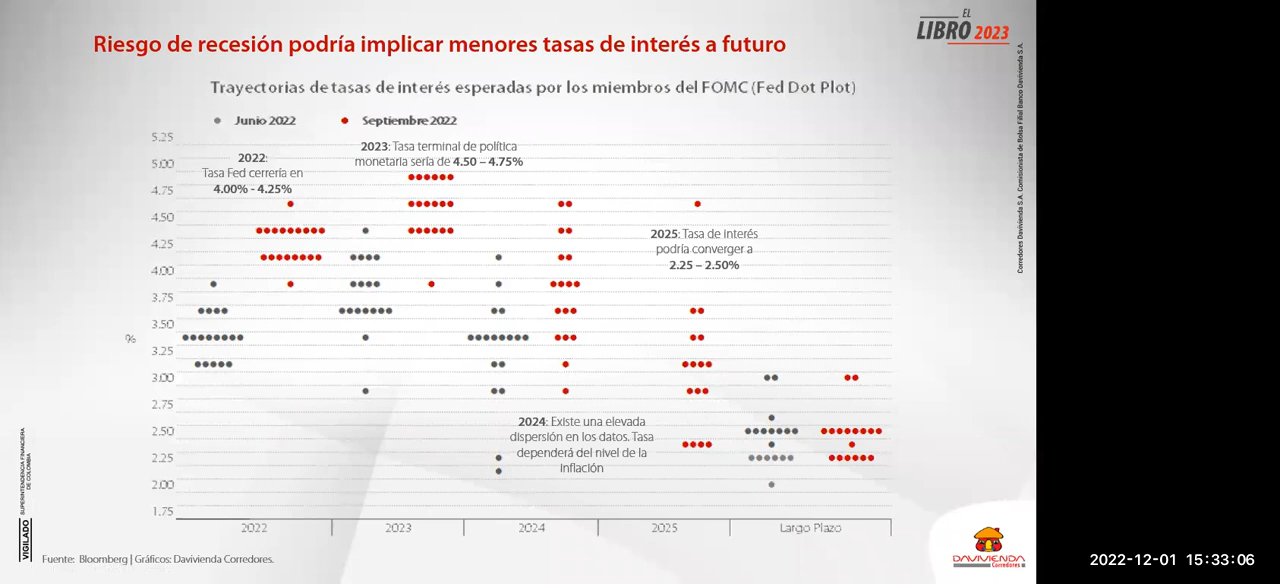 EL
LIBRO 2023
Riesgo de recesión podría implicar menores tasas de interés a futuro
Trayectorias de tasas de interés esperadas por los miembros del FOMC (Fed Dot Plot)
Junio 2022
Septiembre 2022
5.25
5.00
4.75
4.50
4.25
4.00
3.75
3.50
3.25
3.00
2.75
2.50
2.25
2.00
1.75
%
2022:
Tasa Fed cerrería en
4.00% - 4.25%
2023: Tasa terminal de política
monetaria sería de 4.50 – 4.75%
2025: Tasa de interés
podría converger a
2.25 – 2.50%
2024: Existe una elevada
dispersión en los datos. Tasa
dependerá del nivel de la
inflación
2022
2023
2024
2025
Largo Plazo
Fuente: Bloomberg | Gráficos: Davivienda Corredores.
VIGILADO
SUPERINTENDENCIA FINANCIERA
DE COLOMBIA
Corredores Davivienda S.A. Comisionista de Bolsa Filial Banco Davivienda S.A.
DAVIVIENDA
Corredores
2022-12-01 15:33:06